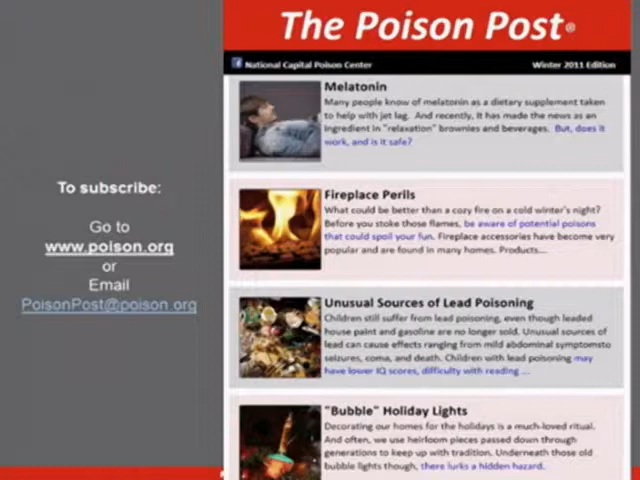 The Poison Post®
National Capital Poison Center Winter 2011 Edition
To subscribe:
Go to
www.poison.org
or
Email
PoisonPost@poison.org
Melatonin
Many people know of melatonin as a dietary supplement taken
to help with jet lag. And recently, it has made the news as an
ingredient in "relaxation" brownies and beverages. But, does it
work, and is it safe?
Fireplace Perils
What could be better than a cozy fire on a cold winter's night?
Before you stoke those flames, be aware of potential poisons
that could spoil your fun. Fireplace accessories have become very
popular and are found in many homes. Products...
Unusual Sources of Lead Poisoning
Children still suffer from lead poisoning, even though leaded
house paint and gasoline are no longer sold. Unusual sources of
lead can cause effects ranging from mild abdominal symptomsto
seizures, coma, and death. Children with lead poisoning may
have lower IQ scores, difficulty with reading ...
"Bubble" Holiday Lights
Decorating our homes for the holidays is a much-loved ritual.
And often, we use heirloom pieces passed down through
generations to keep up with tradition. Underneath those old
bubble lights though, there lurks a hidden hazard.